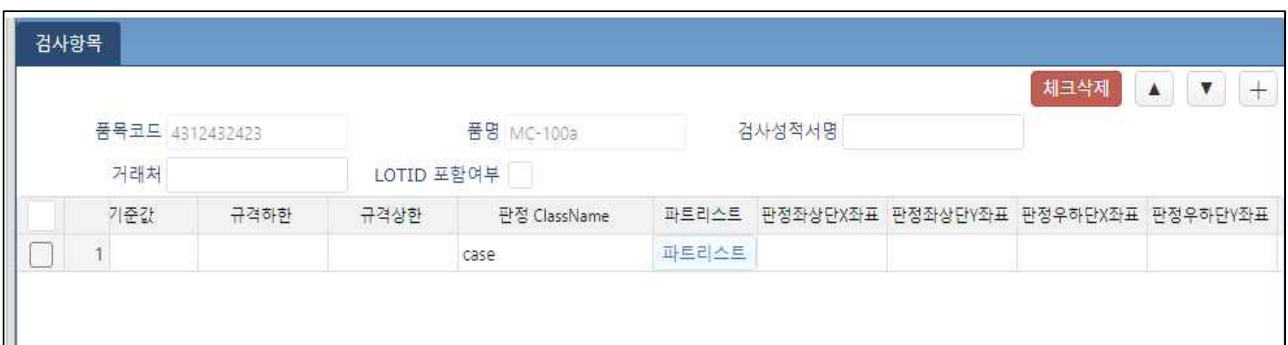 검사항목
체크삭제 ▲ ▼ +
품목코드 4312432423 품명 MC-100a 검사성적서명
거래처 LOTID 포함여부
기준값 규격하한 규격상한 판정 ClassName 파트리스트 판정좌상단X좌표 판정좌상단Y좌표 판정우하단X좌표 판정우하단Y좌표
1 case 파트리스트